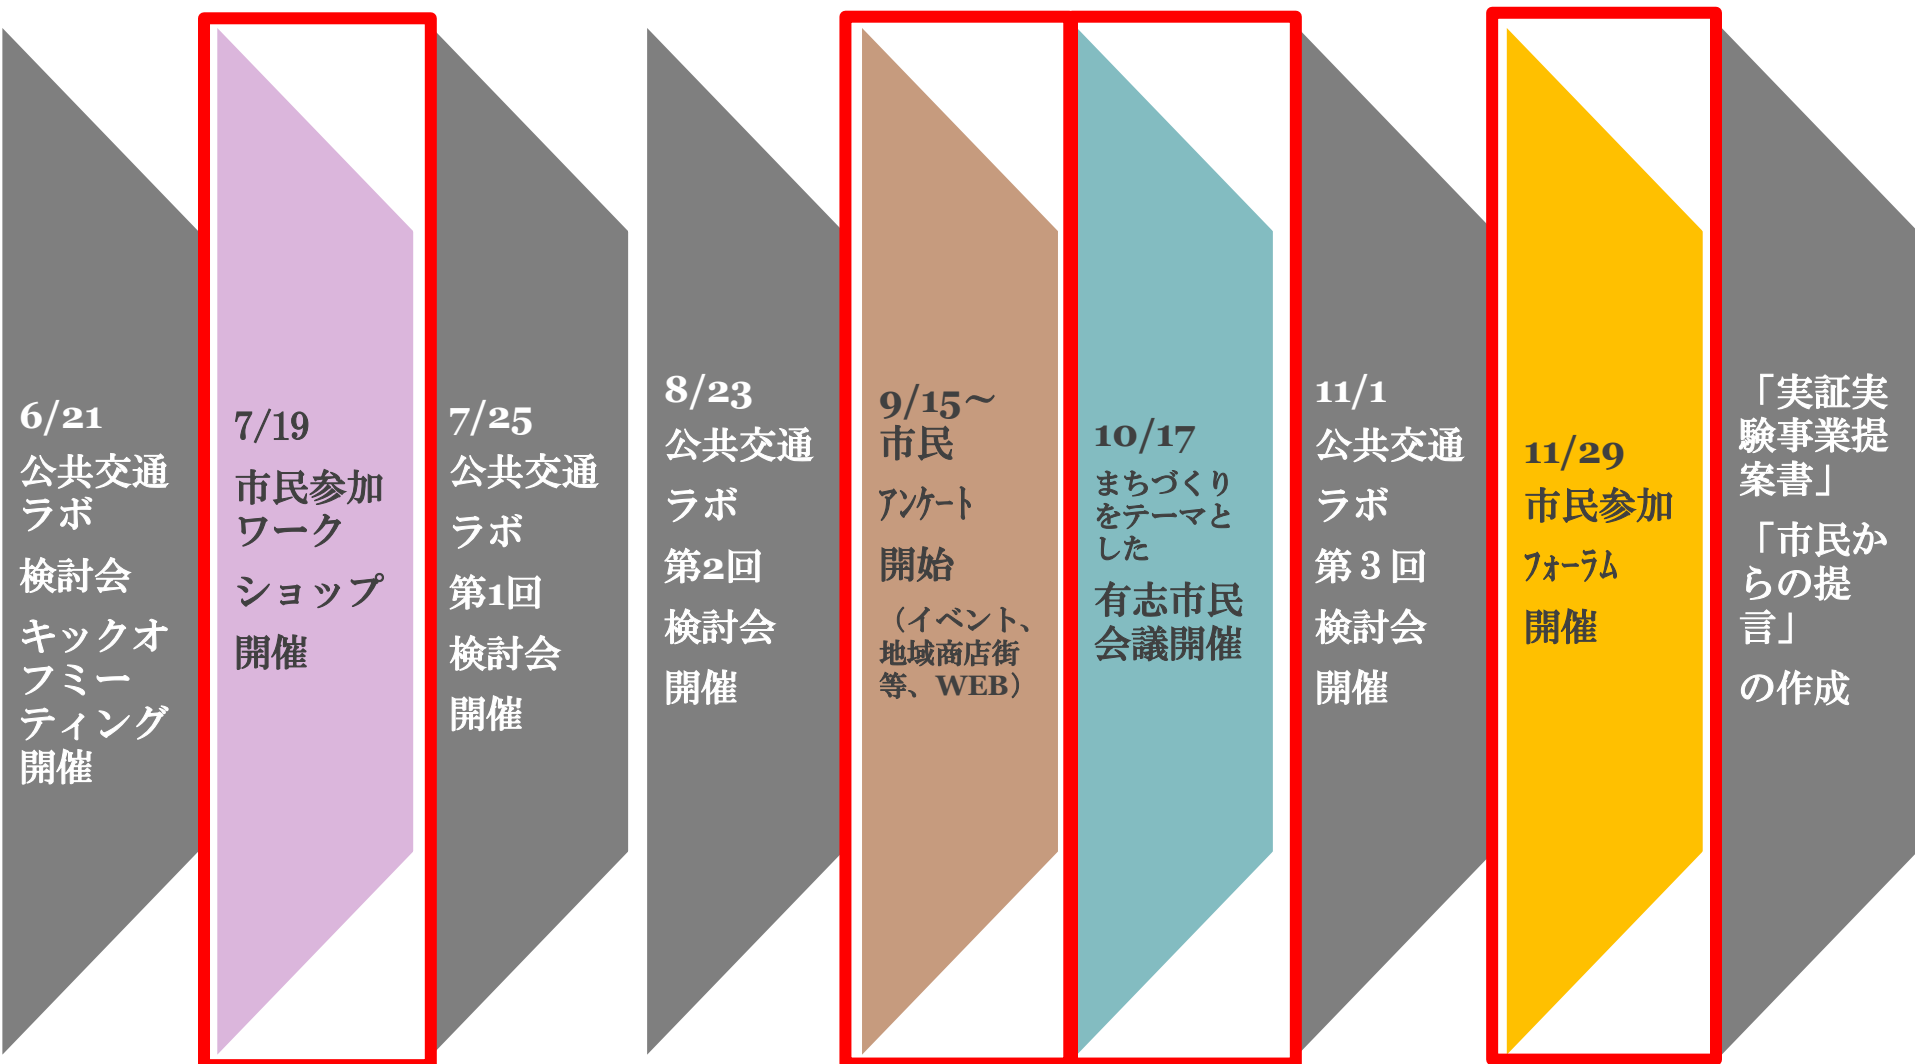 6/21
公共交通
ラボ
検討会
キックオ
フミー
ティング
開催
7/19
市民参加
ワーク
ショップ
開催
7/25
公共交通
ラボ
第1回
検討会
開催
8/23
公共交通
ラボ
第2回
検討会
開催
9/15～
市民
ｱﾝｹｰﾄ
開始
（イベント、
地域商店街
等、WEB）
10/17
まちづくり
をテーマと
した
有志市民
会議開催
11/1
公共交通
ラボ
第３回
検討会
開催
11/29
市民参加
ﾌｫｰﾗﾑ
開催
「実証実
験事業提
案書」
「市民か
らの提
言」
の作成